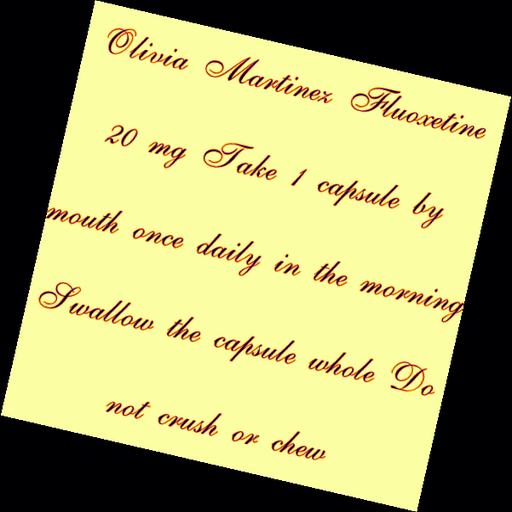 Olivia Martinez Fluoxetine
20 mg Take 1 capsule by
mouth once daily in the morning
Swallow the capsule whole Do
not crush or chew